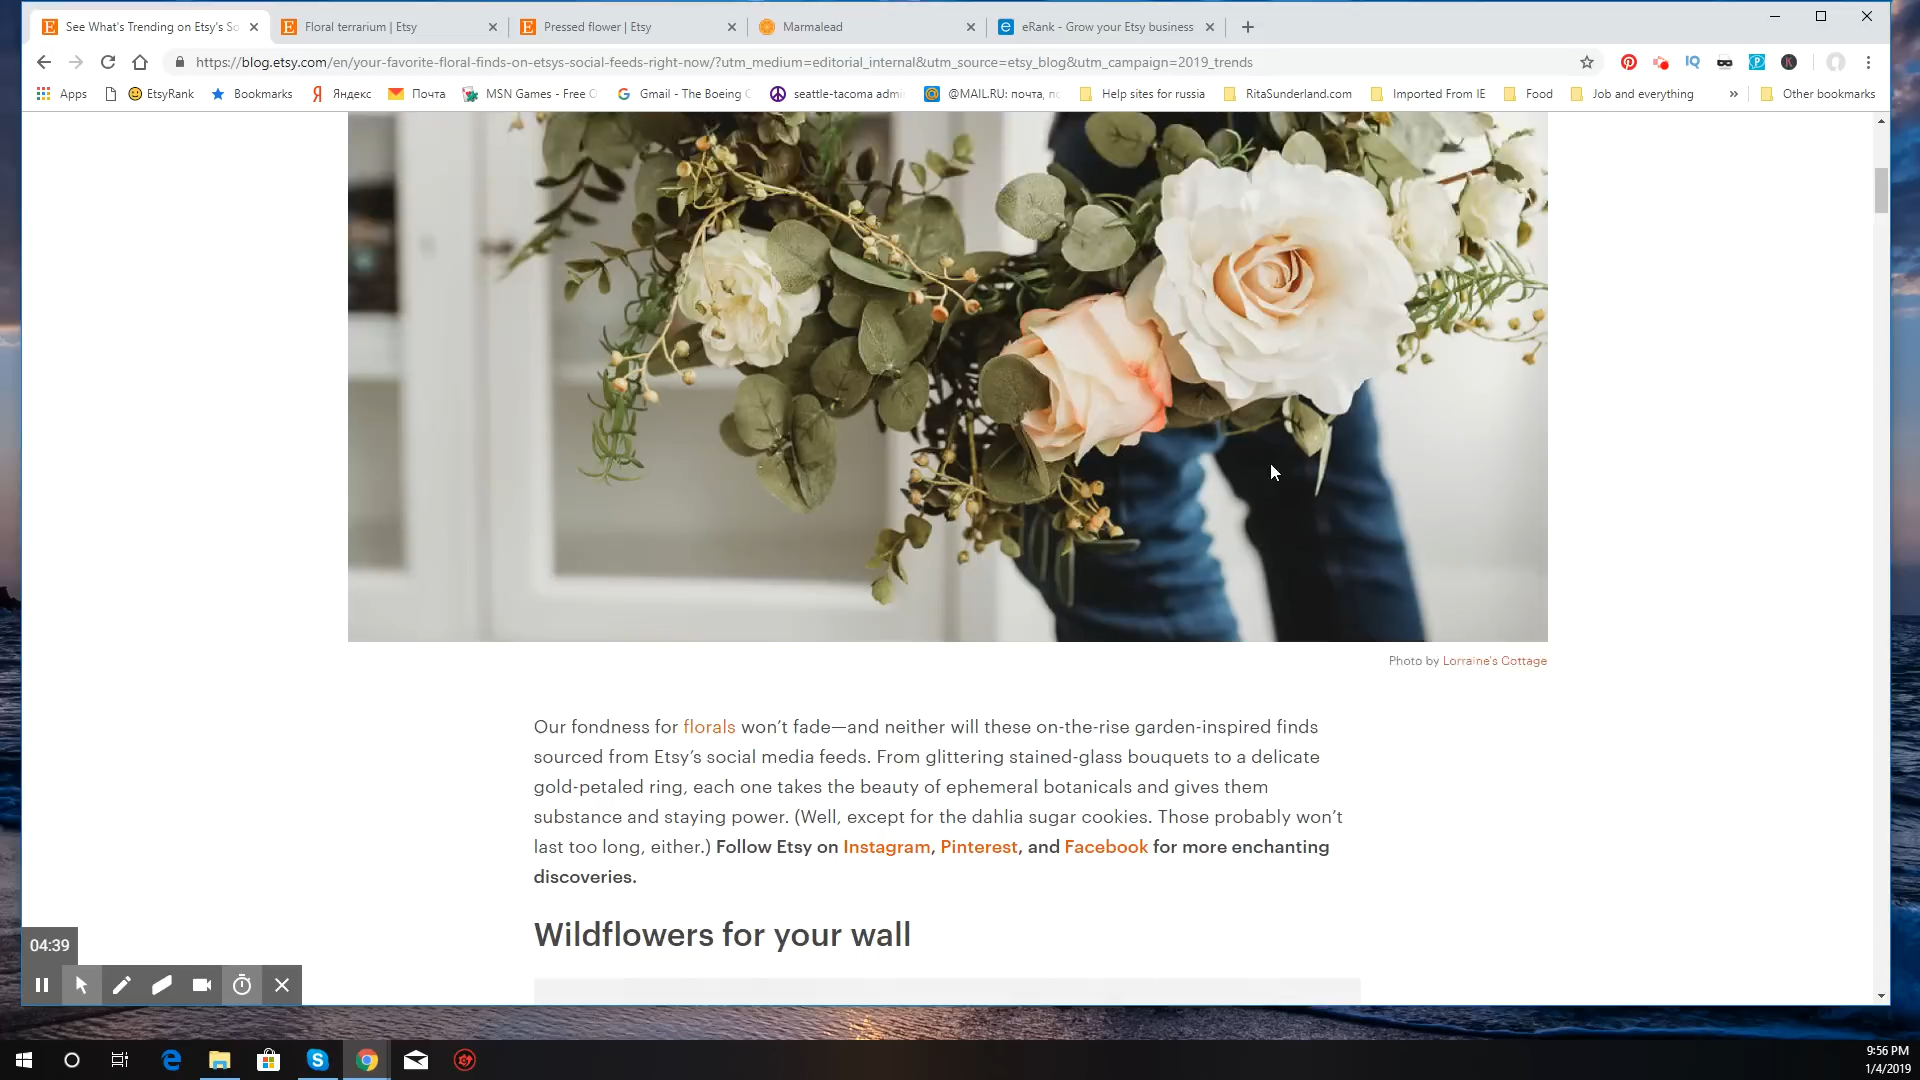 See What's Trending on Etsy's So
Floral terrarium | Etsy
Pressed flower | Etsy
Marmalead
eRank - Grow your Etsy business
https://blog.etsy.com/en/your-favorite-floral-finds-on-etsys-social-feeds-right-now/?utm_medium=editorial_internal&utm_source=etsy_blog&utm_campaign=2019_trends
Apps
EtsyRank
Bookmarks
Яндекс
Почта
MSN Games - Free O
Gmail - The Boeing
seattle-tacoma adm
@MAIL.RU: почта, по
Help sites for russia
RitaSunderland.com
Imported From IE
Food
Job and everything
»
Other bookmarks
Photo by Lorraine's Cottage
Our fondness for florals won't fade—and neither will these on-the-rise garden-inspired finds
sourced from Etsy's social media feeds. From glittering stained-glass bouquets to a delicate
gold-petaled ring, each one takes the beauty of ephemeral botanicals and gives them
substance and staying power. (Well, except for the dahlia sugar cookies. Those probably won't
last too long, either.) Follow Etsy on Instagram, Pinterest, and Facebook for more enchanting
discoveries.
Wildflowers for your wall
04:39
9:56 PM
1/4/2019